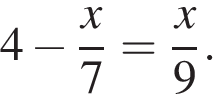 4 − x/7 = x/9.